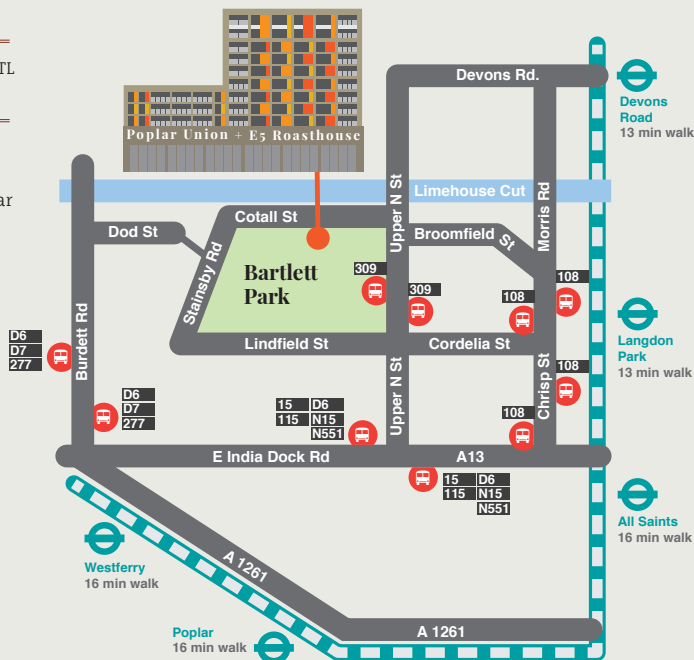 TL
ar
Poplar Union + E5 Roasthouse
Devons Rd.
Devons
Road
13 min walk
Limehouse Cut
Upper N St
Morris Rd
Cotall St
Dod St
Broomfield St
Stainsby Rd
Bartlett
Park
309
309
108
108
Burdett Rd
D6
D7
277
Lindfield St
Cordelia St
Langdon
Park
13 min walk
D6
D7
277
15 D6
115 N15
N551
Upper N St
108
108
Chrisp St
E India Dock Rd
A13
15 D6
115 N15
N551
All Saints
16 min walk
Westferry
16 min walk
A 1261
Poplar
16 min walk
A 1261